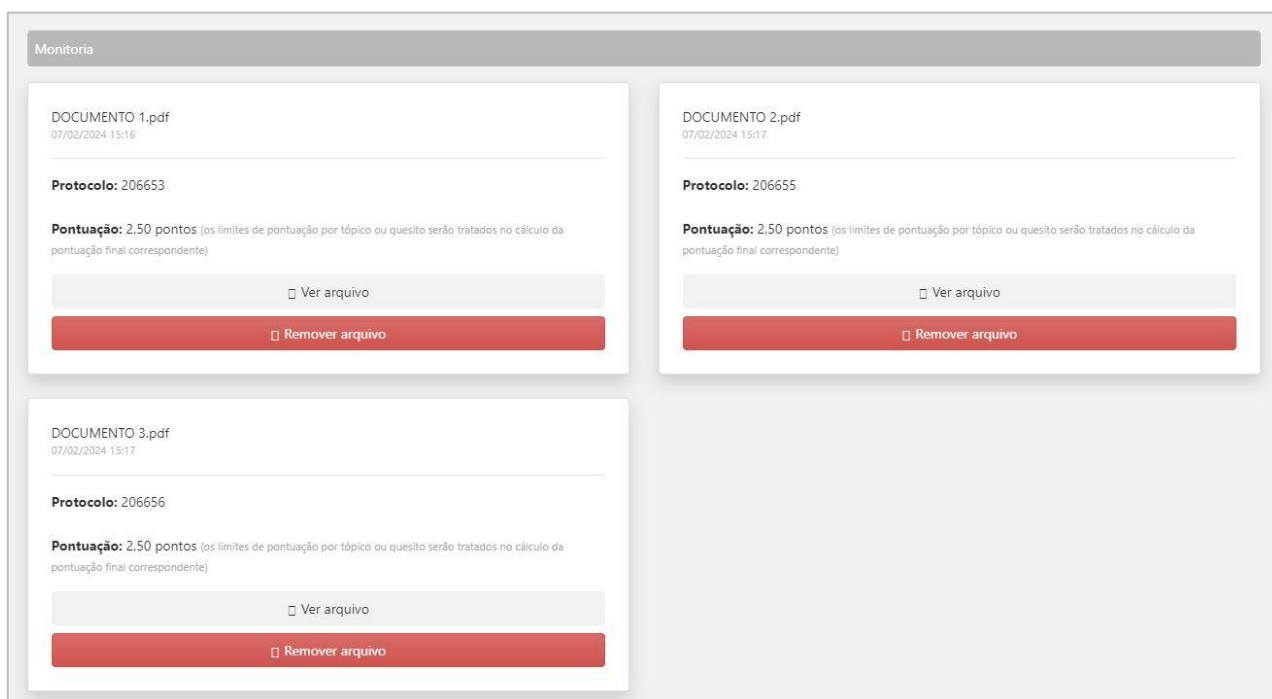 Monitoria
DOCUMENTO 1.pdf
07/02/2024 15:16
Protocolo: 206653
Pontuação: 2,50 pontos (os limites de pontuação por tópico ou quesito serão tratados no cálculo da
pontuação final correspondente)
Ver arquivo
Remover arquivo
DOCUMENTO 2.pdf
07/02/2024 15:17
Protocolo: 206655
Pontuação: 2,50 pontos (os limites de pontuação por tópico ou quesito serão tratados no cálculo da
pontuação final correspondente)
Ver arquivo
Remover arquivo
DOCUMENTO 3.pdf
07/02/2024 15:17
Protocolo: 206656
Pontuação: 2,50 pontos (os limites de pontuação por tópico ou quesito serão tratados no cálculo da
pontuação final correspondente)
Ver arquivo
Remover arquivo